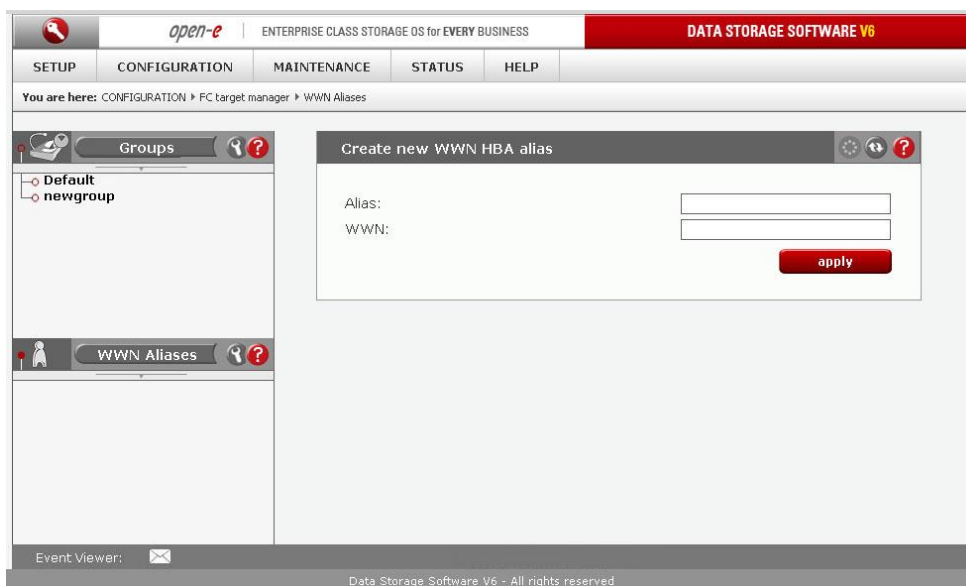 open-e ENTERPRISE CLASS STORAGE OS for EVERY BUSINESS DATA STORAGE SOFTWARE V6
SETUP CONFIGURATION MAINTENANCE STATUS HELP
You are here: CONFIGURATION FC target manager WWN Aliases
Groups ?
Default
newgroup
WWN Aliases ?
Create new WWN HBA alias ?
Alias:
WWN:
apply
Event Viewer:
Data Storage Software V6 - All rights reserved